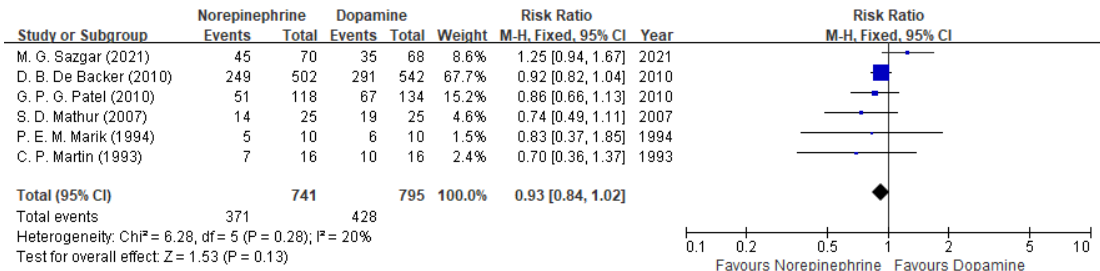 Norepinephrine Dopamine Risk Ratio Risk Ratio
Study or Subgroup Events Total Events Total Weight M-H, Fixed, 95% CI Year M-H, Fixed, 95% CI
M. G. Sazgar (2021) 45 70 35 68 8.6% 1.25 [0.94, 1.67] 2021
D. B. De Backer (2010) 249 502 291 542 67.7% 0.92 [0.82, 1.04] 2010
G. P. G. Patel (2010) 51 118 67 134 15.2% 0.86 [0.66, 1.13] 2010
S. D. Mathur (2007) 14 25 19 25 4.6% 0.74 [0.49, 1.11] 2007
P. E. M. Marik (1994) 5 10 6 10 1.5% 0.83 [0.37, 1.85] 1994
C. P. Martin (1993) 7 16 10 16 2.4% 0.70 [0.36, 1.37] 1993
Total (95% CI) 741 795 100.0% 0.93 [0.84, 1.02]
Total events 371 428
Heterogeneity: Chi² = 6.28, df = 5 (P = 0.28); I² = 20%
Test for overall effect: Z = 1.53 (P = 0.13)
0.1 0.2 0.5 1 2 5 10
Favours Norepinephrine Favours Dopamine